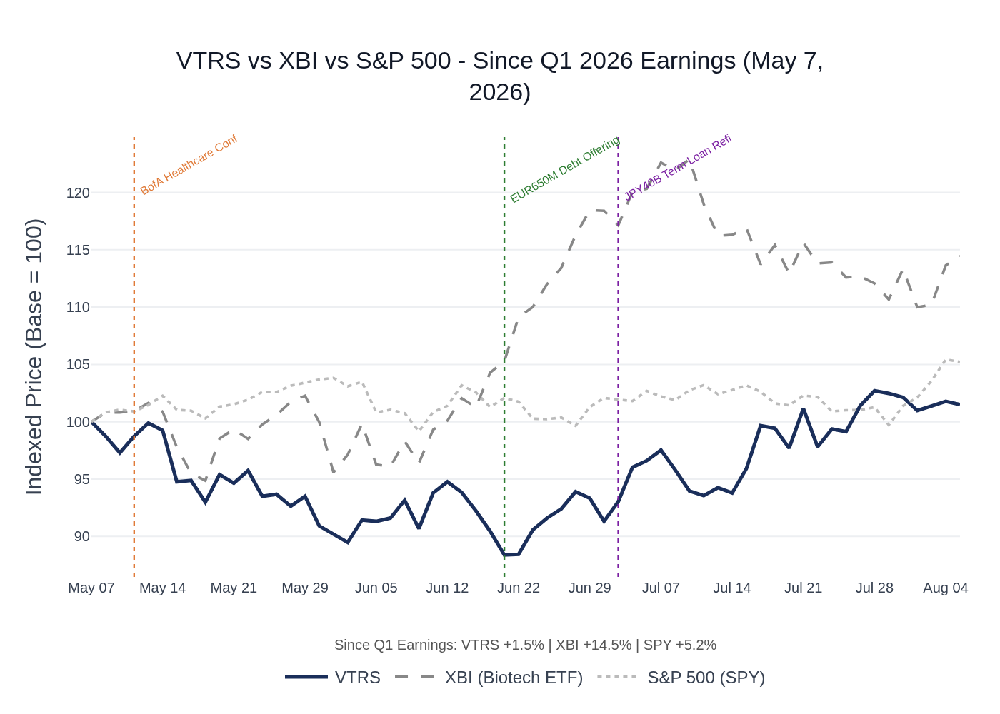 VTRS vs XBI vs S&P 500 - Since Q1 2026 Earnings (May 7,
2026)
BofA Healthcare Conf
EUR650M Debt Offering
JPY40B Term Loan Refi
Indexed Price (Base = 100)
120
115
110
105
100
95
90
May 07
May 14
May 21
May 29
Jun 05
Jun 12
Jun 22
Jun 29
Jul 07
Jul 14
Jul 21
Jul 28
Aug 04
Since Q1 Earnings: VTRS +1.5% | XBI +14.5% | SPY +5.2%
VTRS
XBI (Biotech ETF)
S&P 500 (SPY)